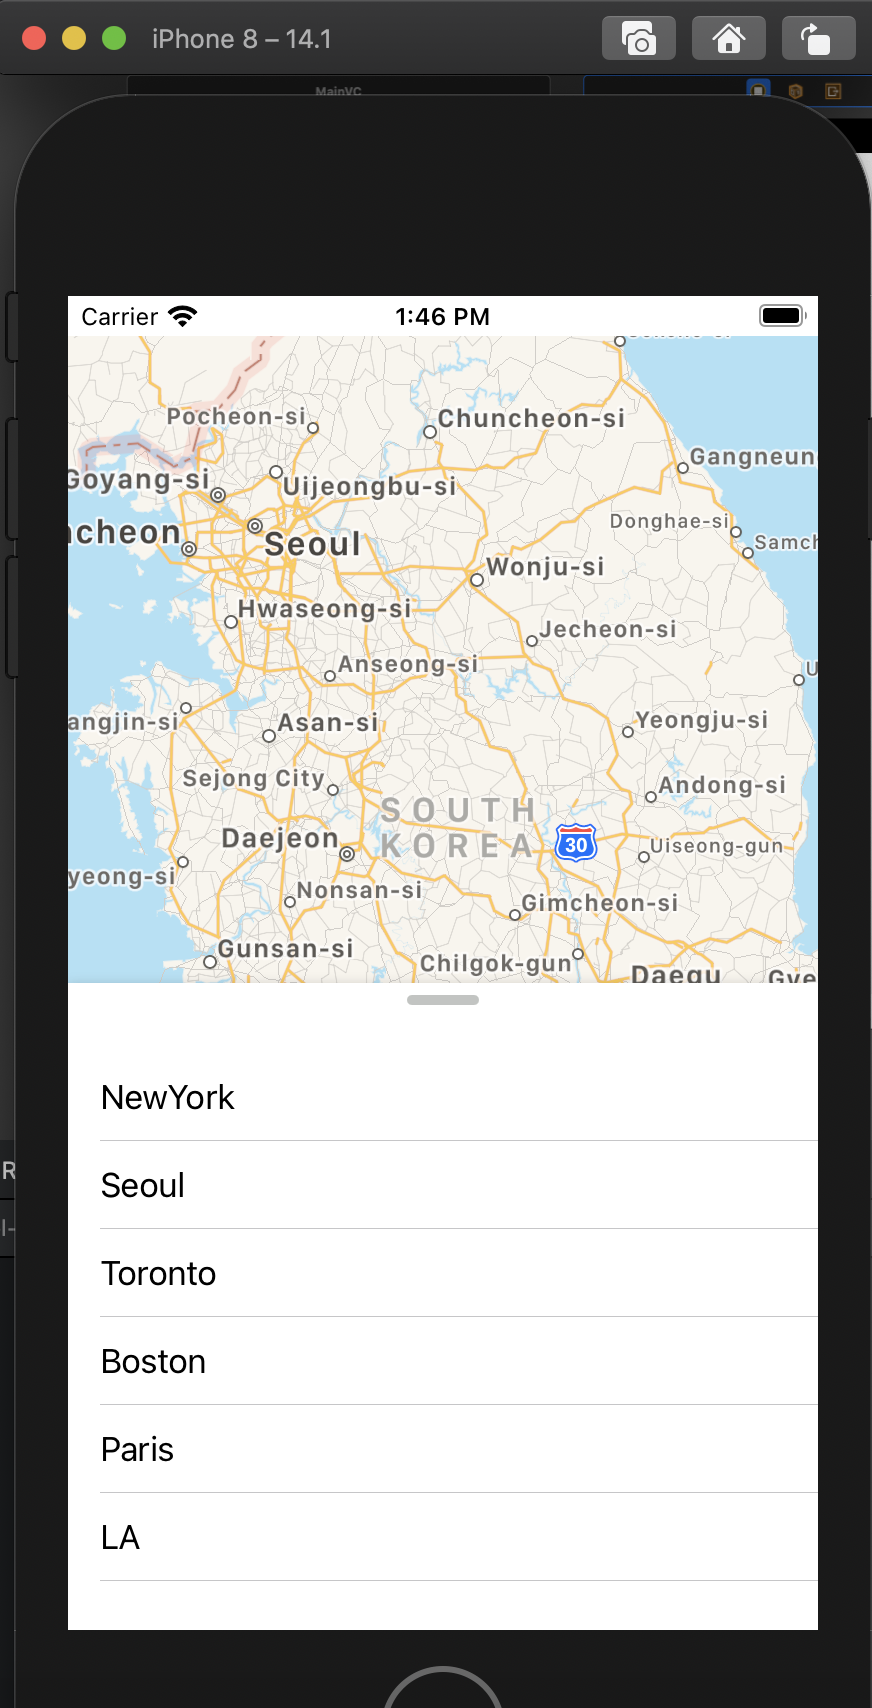 iPhone 8 – 14.1
MainVC
Carrier
1:46 PM
Pocheon-si
Chuncheon-si
Goyang-si
Uijeongbu-si
Gangneun
Donghae-si
ncheon
Seoul
Samch
Wonju-si
Hwaseong-si
Jecheon-si
Anseong-si
U
angjin-si
Asan-si
Yeongju-si
Sejong City
Andong-si
SOUTH
KOREA
Daejeon
30
Uiseong-gun
yeong-si
Nonsan-si
Gimcheon-si
Gunsan-si
Chilgok-gun
Daegu
Gye
NewYork
Seoul
Toronto
Boston
Paris
LA
R